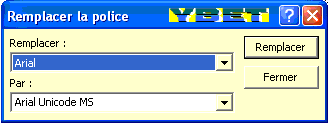 Remplacer la police
Remplacer :
Arial
Remplacer
Fermer
Par :
Arial Unicode MS